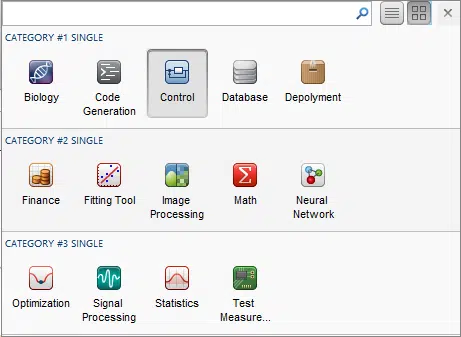 CATEGORY #1 SINGLE
Biology
Code
Generation
Control
Database
Depolyment
CATEGORY #2 SINGLE
Finance
Fitting Tool
Image
Processing
Math
Neural
Network
CATEGORY #3 SINGLE
Optimization
Signal
Processing
Statistics
Test
Measure...